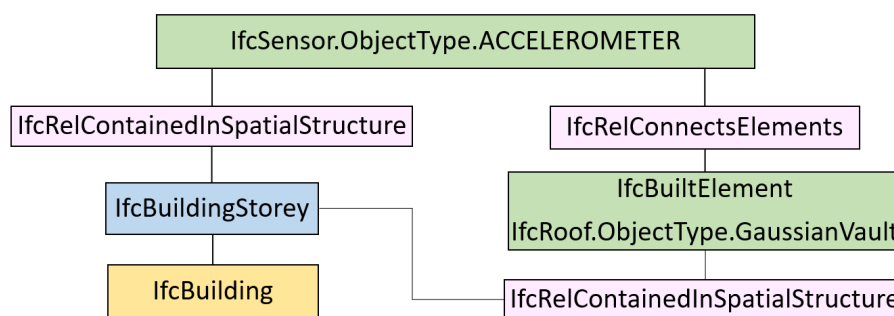 IfcSensor.ObjectType.ACCELEROMETER
IfcRelContainedInSpatialStructure
IfcRelConnectsElements
IfcBuiltElement
IfcRoof.ObjectType.GaussianVault
IfcBuildingStorey
IfcBuilding
IfcRelContainedInSpatialStructure